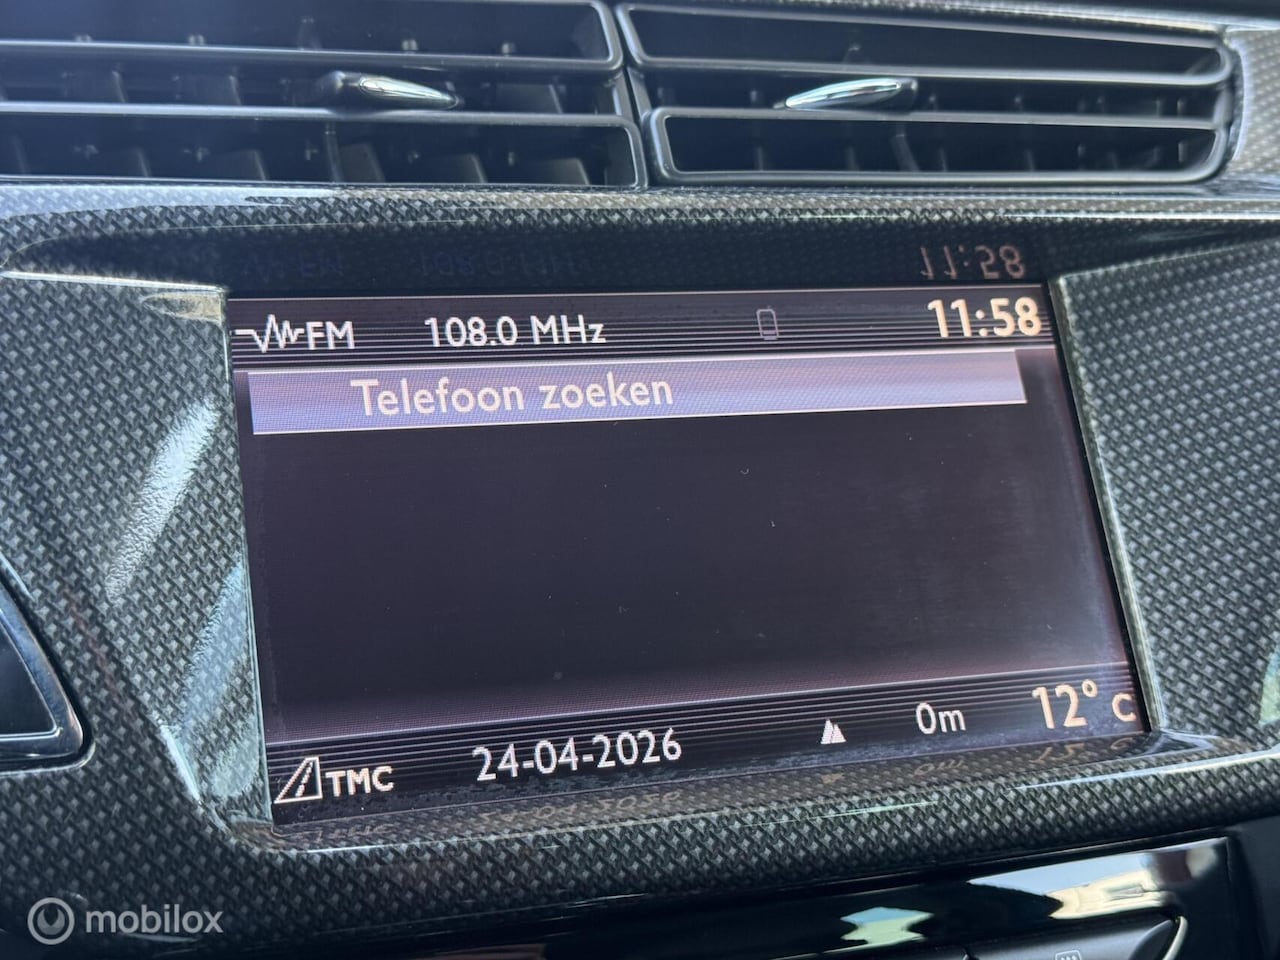 FM 108.0 MHz 11:58
Telefoon zoeken
TMC 24-04-2026 0m 12° C
mobilox